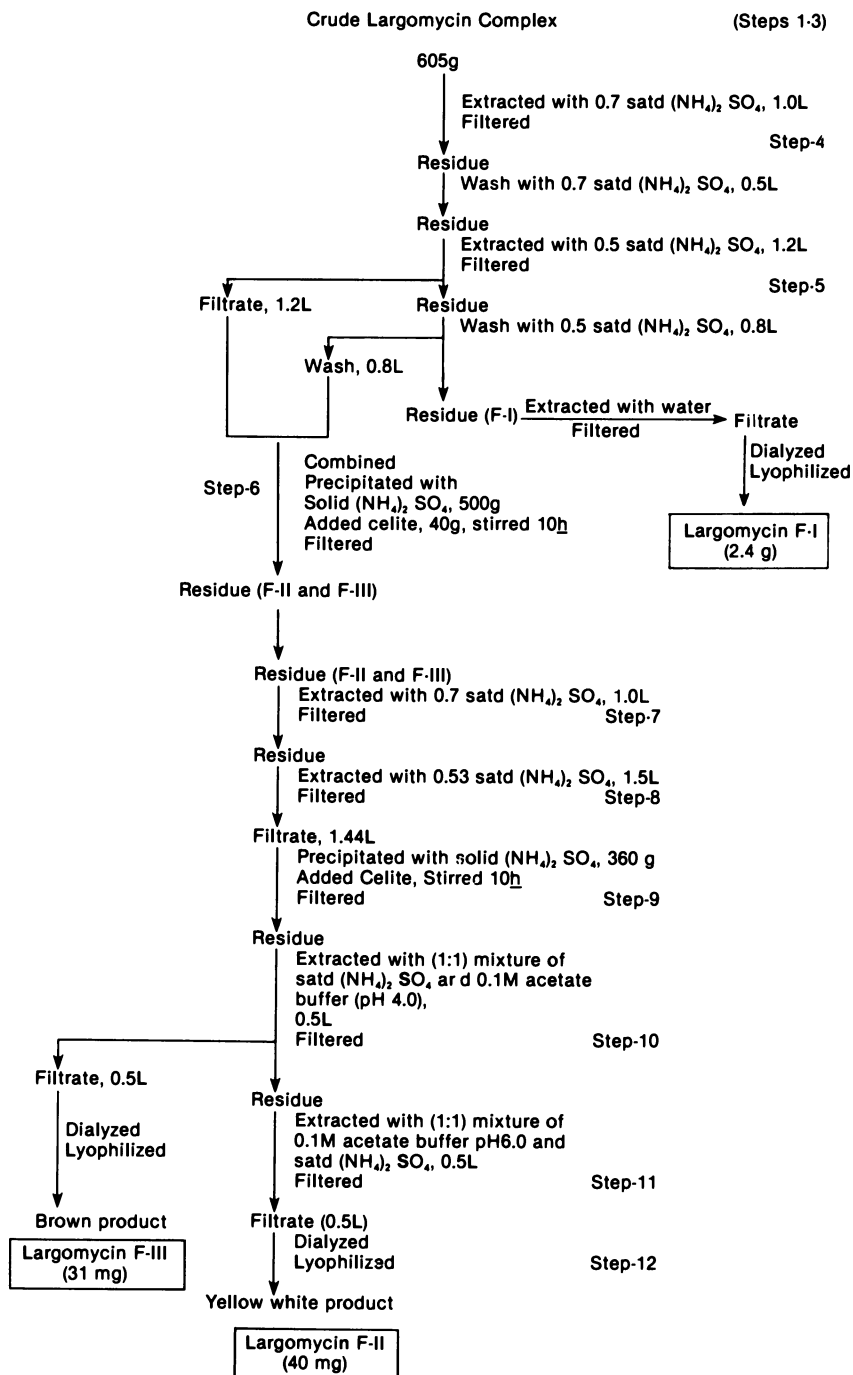 Crude Largomycin Complex (Steps 1-3)
605g
Extracted with 0.7 satd (NH₄)₂ SO₄, 1.0L
Filtered
Step-4
Residue
Wash with 0.7 satd (NH₄)₂ SO₄, 0.5L
Residue
Extracted with 0.5 satd (NH₄)₂ SO₄, 1.2L
Filtered
Step-5
Filtrate, 1.2L
Residue
Wash with 0.5 satd (NH₄)₂ SO₄, 0.8L
Wash, 0.8L
Residue (F-I)
Extracted with water
Filtered
Filtrate
Dialyzed
Lyophilized
Largomycin F-I
(2.4 g)
Step-6
Combined
Precipitated with
Solid (NH₄)₂ SO₄, 500g
Added celite, 40g, stirred 10h
Filtered
Residue (F-II and F-III)
Residue (F-II and F-III)
Extracted with 0.7 satd (NH₄)₂ SO₄, 1.0L
Filtered Step-7
Residue
Extracted with 0.53 satd (NH₄)₂ SO₄, 1.5L
Filtered Step-8
Filtrate, 1.44L
Precipitated with solid (NH₄)₂ SO₄, 360 g
Added Celite, Stirred 10h
Filtered Step-9
Residue
Extracted with (1:1) mixture of
satd (NH₄)₂ SO₄ ar d 0.1M acetate
buffer (pH 4.0),
0.5L
Filtered Step-10
Filtrate, 0.5L
Dialyzed
Lyophilized
Brown product
Largomycin F-III
(31 mg)
Residue
Extracted with (1:1) mixture of
0.1M acetate buffer pH6.0 and
satd (NH₄)₂ SO₄, 0.5L
Filtered Step-11
Filtrate (0.5L)
Dialyzed
Lyophilized Step-12
Yellow white product
Largomycin F-II
(40 mg)